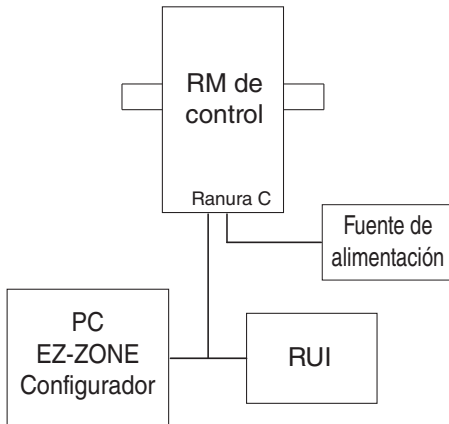 RM de
control
Ranura C
Fuente de
alimentación
PC
EZ-ZONE
Configurador
RUI